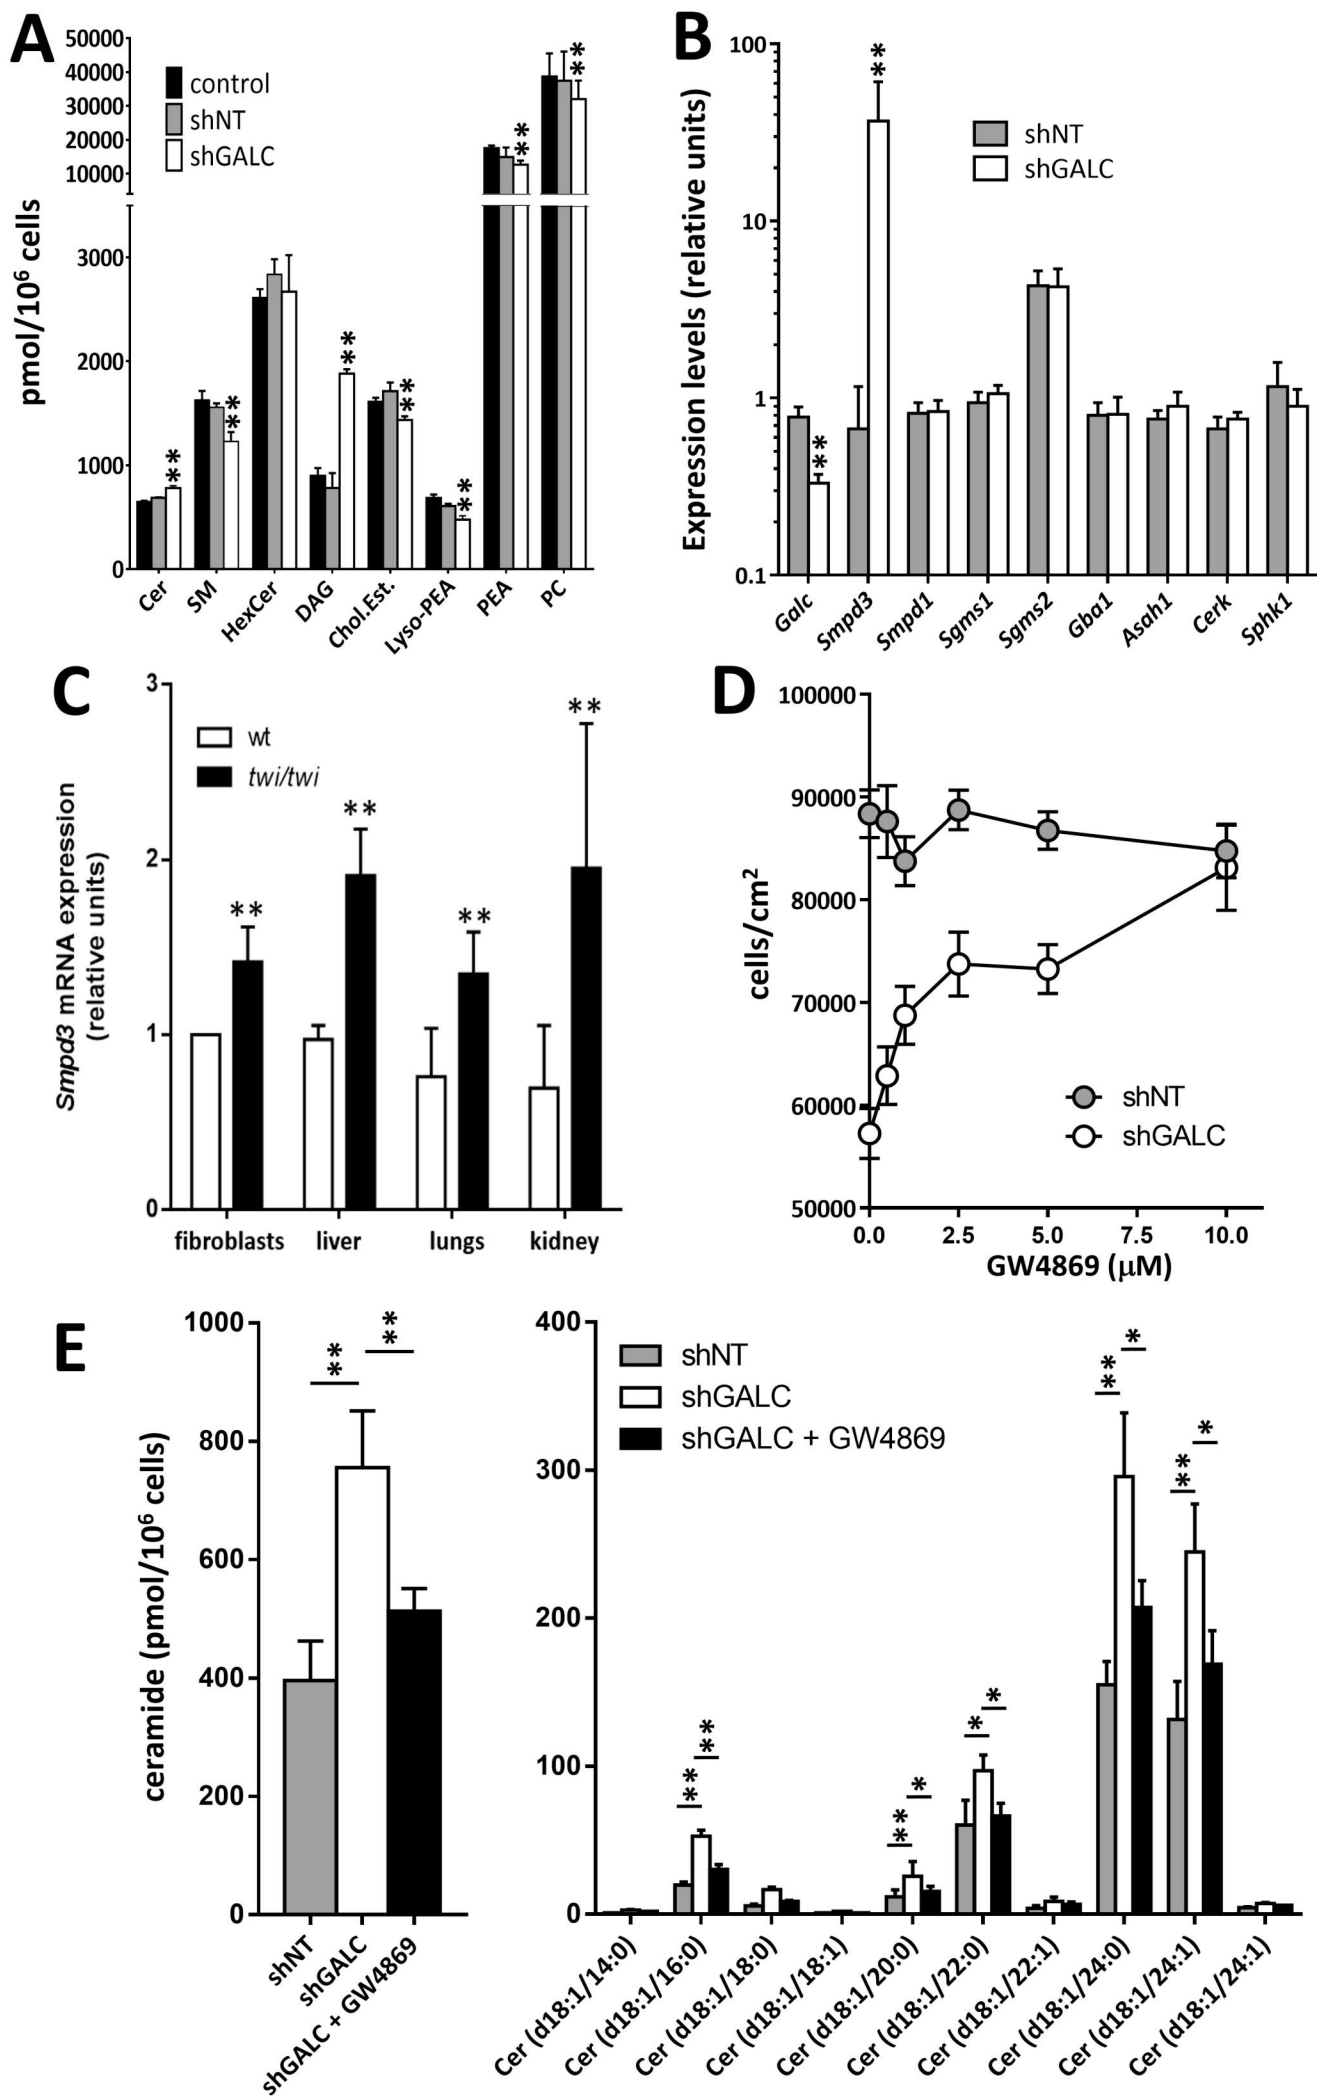 A
50000
40000
30000
20000
10000
3000
2000
1000
0
pmol/10⁶ cells
control
shNT
shGALC
**
**
**
**
**
**
**
Cer
SM
HexCer
DAG
Chol.Est.
Lyso-PEA
PEA
PC
B
100
10
1
0.1
Expression levels (relative units)
shNT
shGALC
**
**
Galc
Smpd3
Smpd1
Sgms1
Sgms2
Gba1
Asah1
Cerk
Sphk1
C
3
2
1
0
Smpd3 mRNA expression
(relative units)
wt
twi/twi
**
**
**
**
fibroblasts
liver
lungs
kidney
D
100000
90000
80000
70000
60000
50000
cells/cm²
shNT
shGALC
0.0
2.5
5.0
7.5
10.0
GW4869 (μM)
E
1000
800
600
400
200
0
ceramide (pmol/10⁶ cells)
**
**
shNT
shGALC
shGALC + GW4869
400
300
200
100
0
shNT
shGALC
shGALC + GW4869
**
**
**
*
*
*
**
*
**
*
Cer (d18:1/14:0)
Cer (d18:1/16:0)
Cer (d18:1/18:0)
Cer (d18:1/18:1)
Cer (d18:1/20:0)
Cer (d18:1/22:0)
Cer (d18:1/22:1)
Cer (d18:1/24:0)
Cer (d18:1/24:1)
Cer (d18:1/24:1)